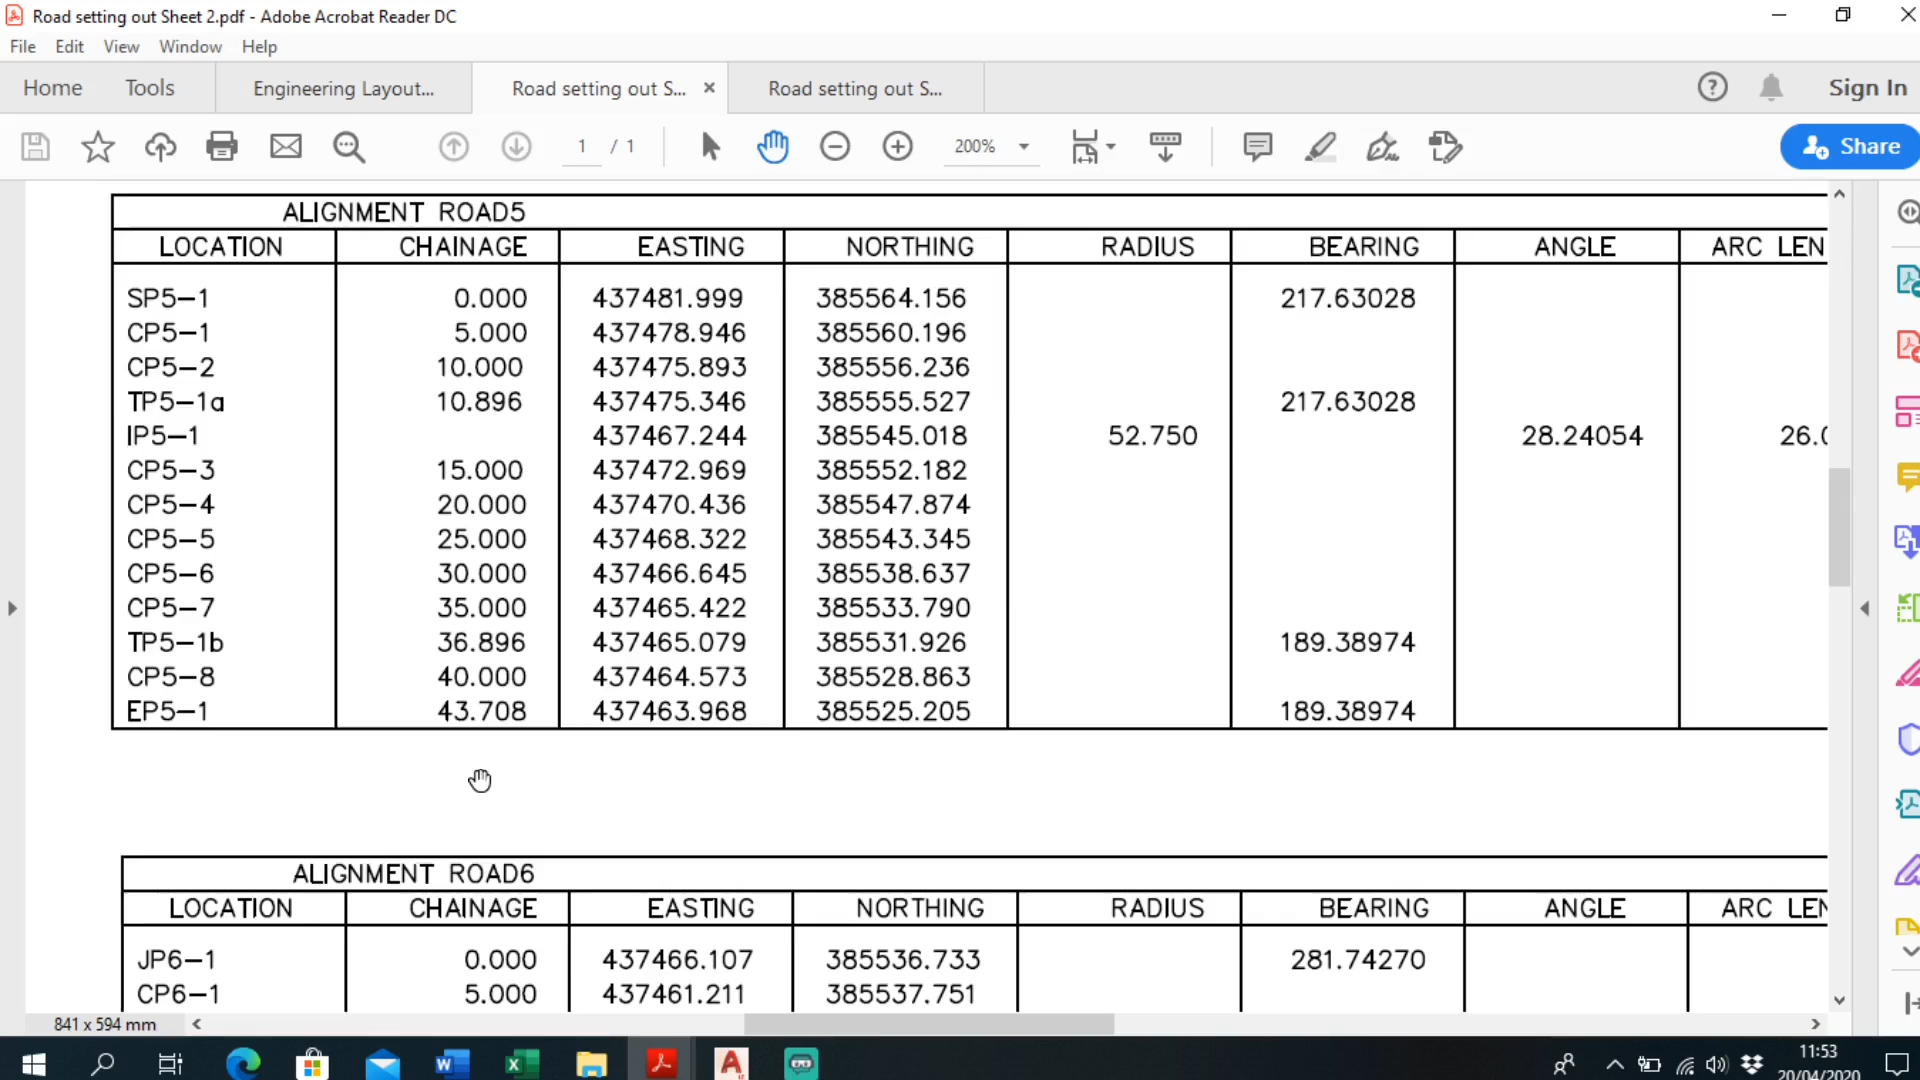 Road setting out Sheet 2.pdf - Adobe Acrobat Reader DC
File Edit View Window Help
Home Tools Engineering Layout... Road setting out S... × Road setting out S... Sign In
1 / 1 200% Share
ALIGNMENT ROAD5
LOCATION CHAINAGE EASTING NORTHING RADIUS BEARING ANGLE ARC LEN
SP5-1 0.000 437481.999 385564.156 217.63028
CP5-1 5.000 437478.946 385560.196
CP5-2 10.000 437475.893 385556.236
TP5-1a 10.896 437475.346 385555.527 217.63028
IP5-1 437467.244 385545.018 52.750 28.24054 26.0
CP5-3 15.000 437472.969 385552.182
CP5-4 20.000 437470.436 385547.874
CP5-5 25.000 437468.322 385543.345
CP5-6 30.000 437466.645 385538.637
CP5-7 35.000 437465.422 385533.790
TP5-1b 36.896 437465.079 385531.926 189.38974
CP5-8 40.000 437464.573 385528.863
EP5-1 43.708 437463.968 385525.205 189.38974
ALIGNMENT ROAD6
LOCATION CHAINAGE EASTING NORTHING RADIUS BEARING ANGLE ARC LEN
JP6-1 0.000 437466.107 385536.733 281.74270
CP6-1 5.000 437461.211 385537.751
841 x 594 mm
11:53
20/04/2020